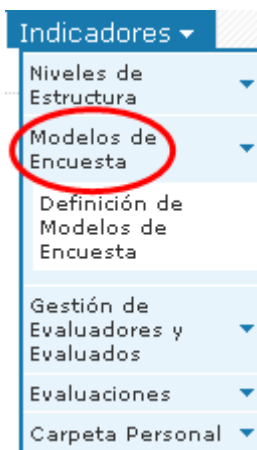 Indicadores
Niveles de
Estructura
Modelos de
Encuesta
Definición de
Modelos de
Encuesta
Gestión de
Evaluadores y
Evaluados
Evaluaciones
Carpeta Personal